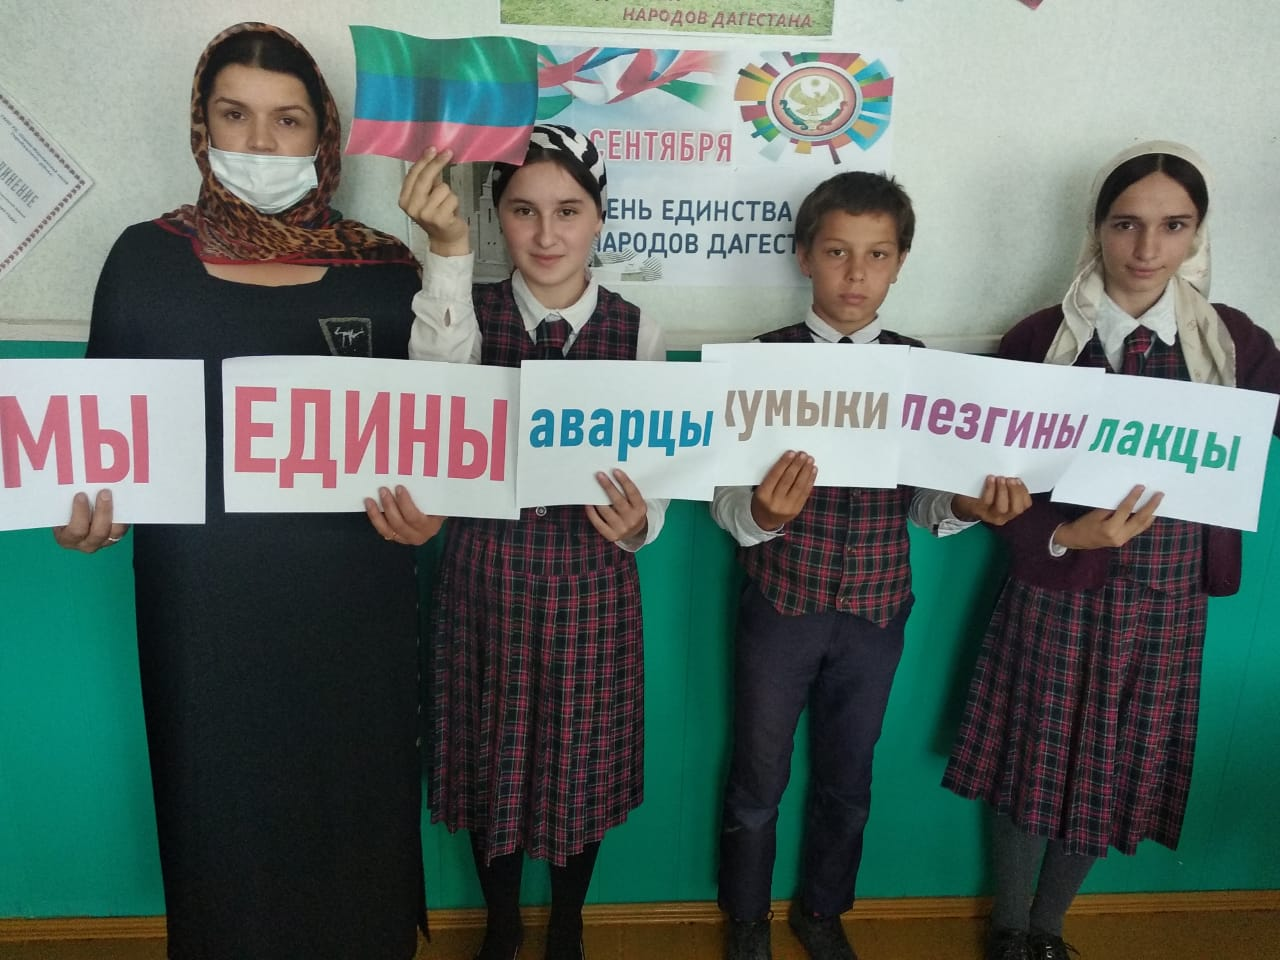 НАРОДОВ ДАГЕСТАНА
СЕНТЯБРЯ
ЕНЬ ЕДИНСТВА
НАРОДОВ ДАГЕСТ
МЫ ЕДИНЫ аварцы кумыки лезгины лакцы